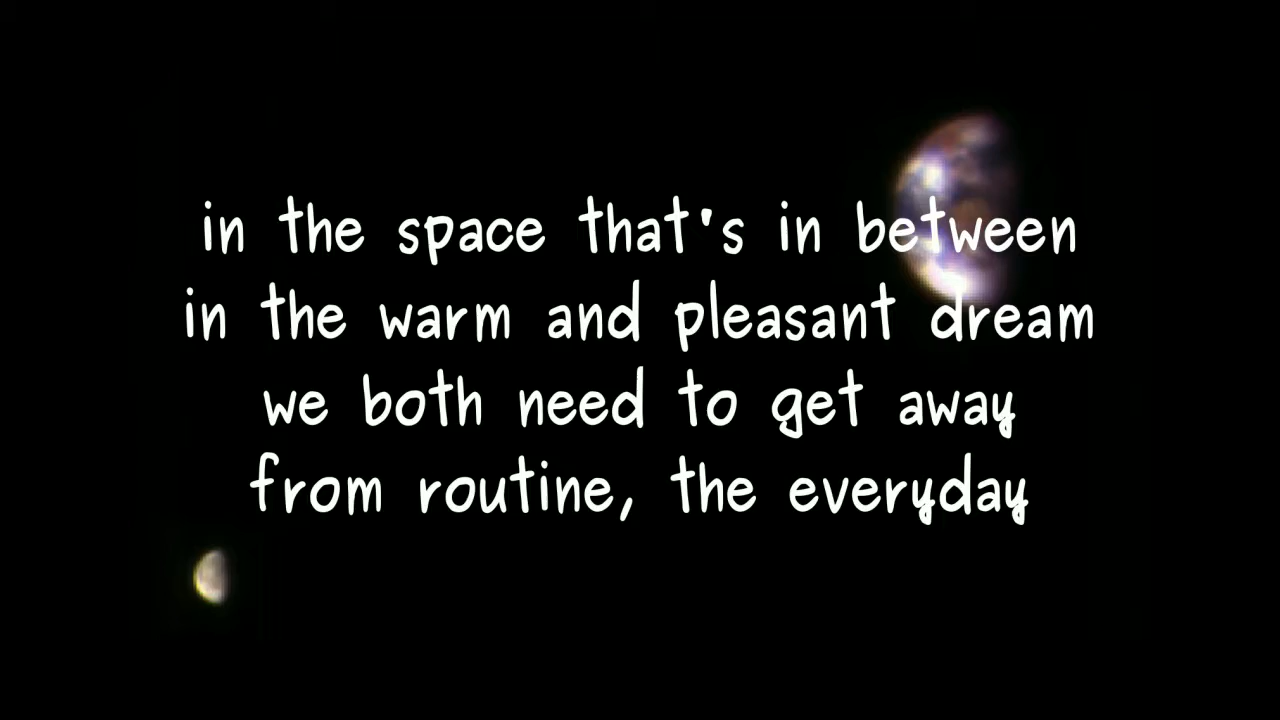 in the space that's in between
in the warm and pleasant dream
we both need to get away
from routine, the everyday